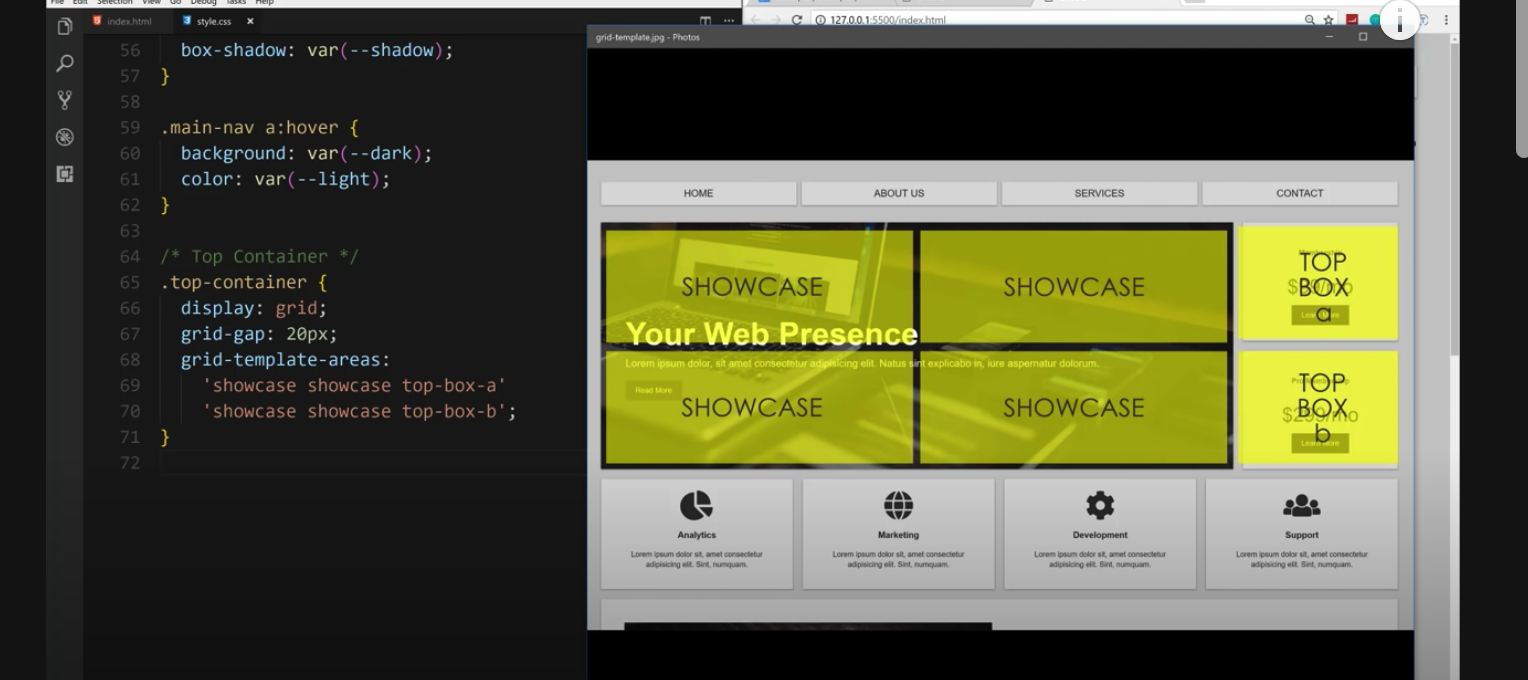 File Edit Selection View Go Debug Tasks Help
index.html
style.css
127.0.0.1:5500/index.html
i
56 box-shadow: var(--shadow);
57 }
58
59 .main-nav a:hover {
60 background: var(--dark);
61 color: var(--light);
62 }
63
64 /* Top Container */
65 .top-container {
66 display: grid;
67 grid-gap: 20px;
68 grid-template-areas:
69 'showcase showcase top-box-a'
70 'showcase showcase top-box-b';
71 }
72
grid-template.jpg - Photos
HOME ABOUT US SERVICES CONTACT
SHOWCASE SHOWCASE
Your Web Presence
Lorem ipsum dolor, sit amet consectetur adipisicing elit. Natus sint explicabo in, iure aspernatur dolorum.
Read More
SHOWCASE SHOWCASE
TOP
BOX
a
Learn More
TOP
BOX
b
Learn More
Analytics
Lorem ipsum dolor sit, amet consectetur
adipisicing elit. Sint, numquam.
Marketing
Lorem ipsum dolor sit, amet consectetur
adipisicing elit. Sint, numquam.
Development
Lorem ipsum dolor sit, amet consectetur
adipisicing elit. Sint, numquam.
Support
Lorem ipsum dolor sit, amet consectetur
adipisicing elit. Sint, numquam.